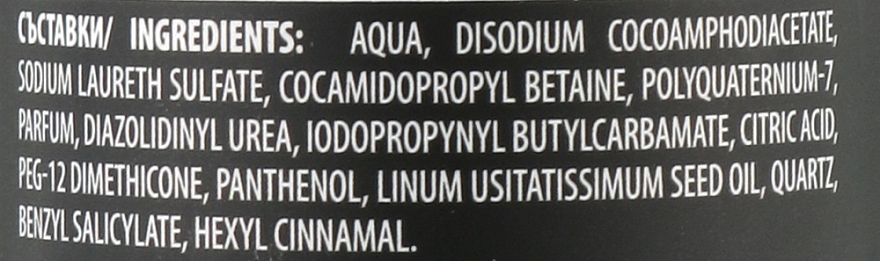 СЪСТАВКИ/ INGREDIENTS: AQUA, DISODIUM COCOAMPHODIACETATE,
SODIUM LAURETH SULFATE, COCAMIDOPROPYL BETAINE, POLYQUATERNIUM-7,
PARFUM, DIAZOLIDINYL UREA, IODOPROPYNYL BUTYLCARBAMATE, CITRIC ACID,
PEG-12 DIMETHICONE, PANTHENOL, LINUM USITATISSIMUM SEED OIL, QUARTZ,
BENZYL SALICYLATE, HEXYL CINNAMAL.